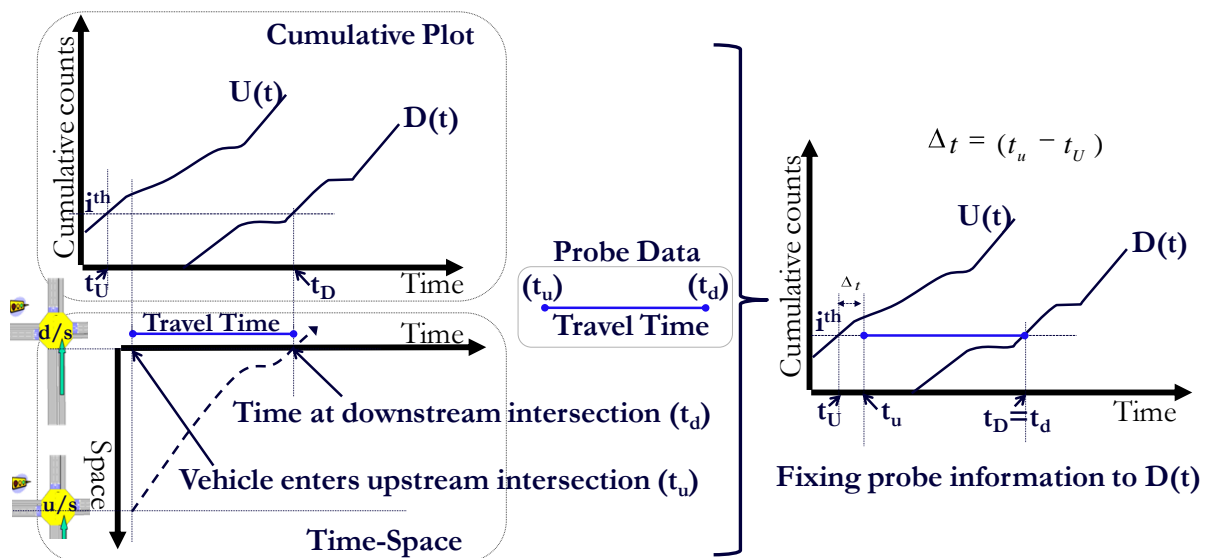 Cumulative Plot
Cumulative counts
U(t)
D(t)
i^th
t_U
t_D
Time
d/s
Travel Time
Time
Time at downstream intersection (t_d)
Space
Vehicle enters upstream intersection (t_u)
u/s
Time-Space
Probe Data
(t_u) (t_d)
Travel Time
Δ_t = (t_u − t_U)
Cumulative counts
U(t)
D(t)
Δ_t
i^th
t_U t_u t_D=t_d
Time
Fixing probe information to D(t)